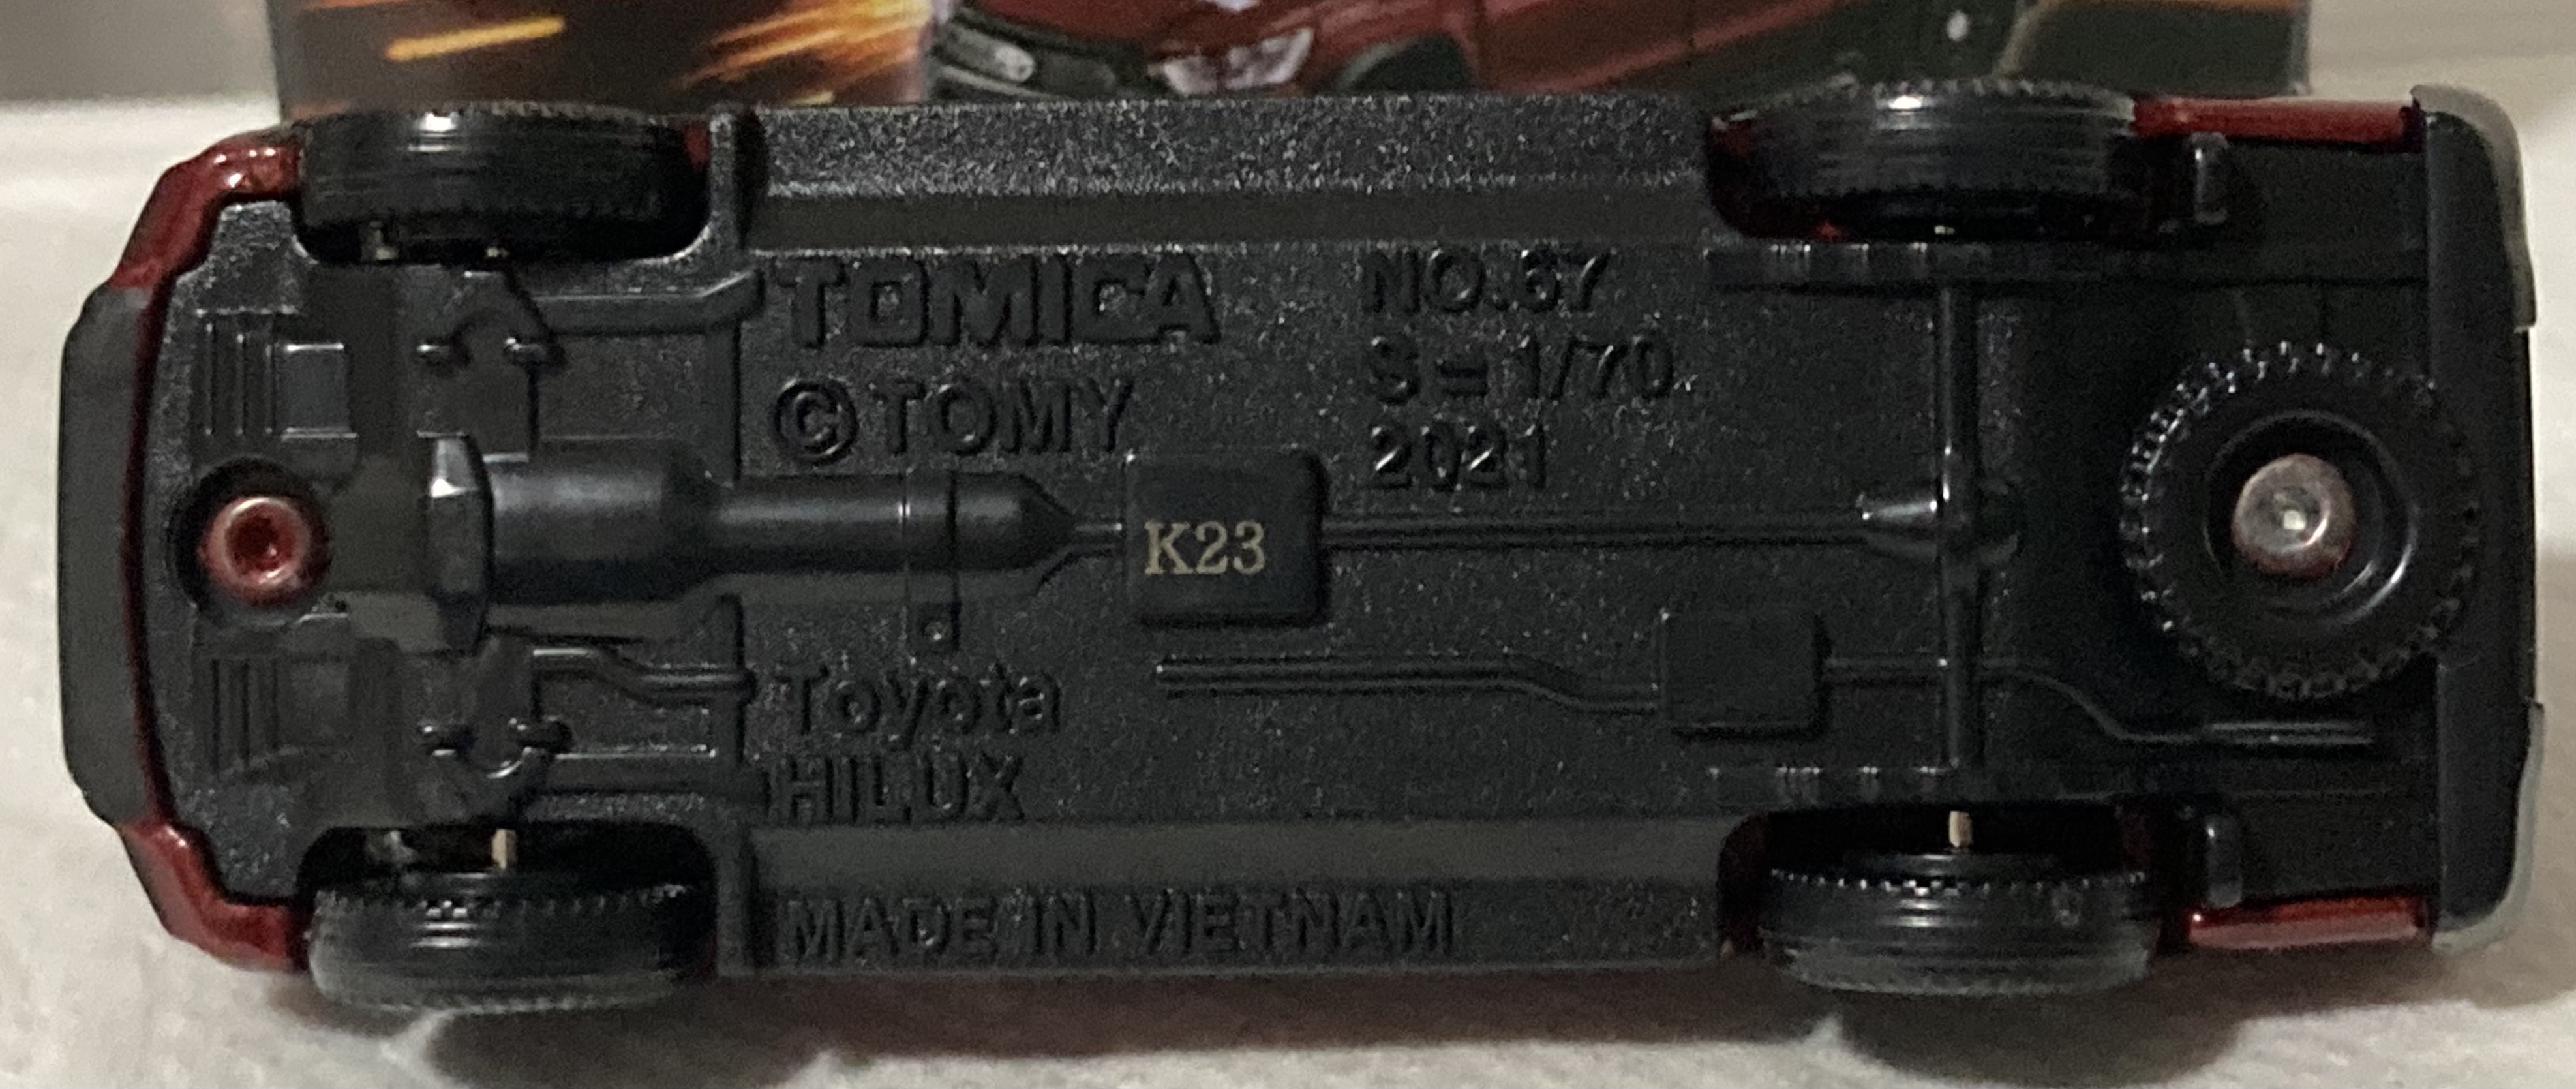 TOMICA
©TOMY
NO.67
S=1/70
2021
K23
Toyota
HILUX
MADE IN VIETNAM